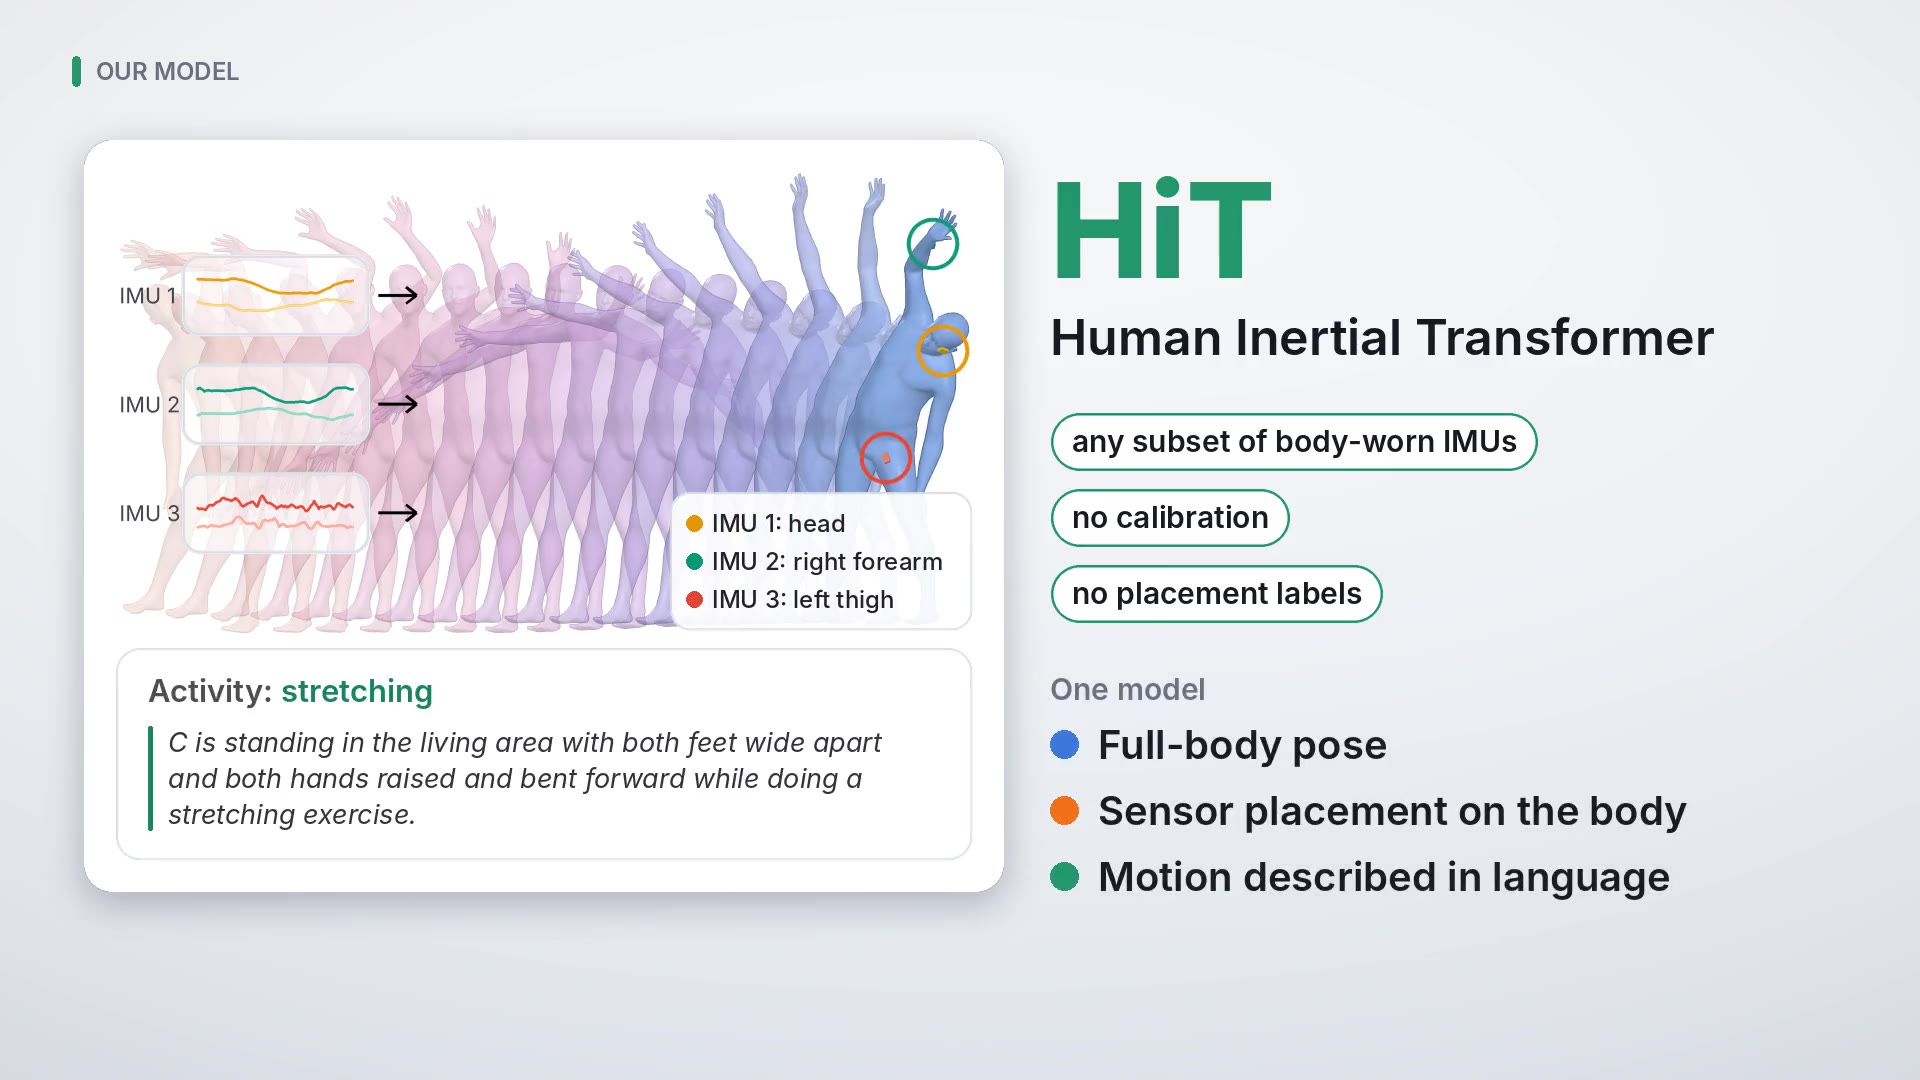 OUR MODEL
IMU 1
IMU 2
IMU 3
IMU 1: head
IMU 2: right forearm
IMU 3: left thigh
Activity: stretching
C is standing in the living area with both feet wide apart
and both hands raised and bent forward while doing a
stretching exercise.
HiT
Human Inertial Transformer
any subset of body-worn IMUs
no calibration
no placement labels
One model
Full-body pose
Sensor placement on the body
Motion described in language